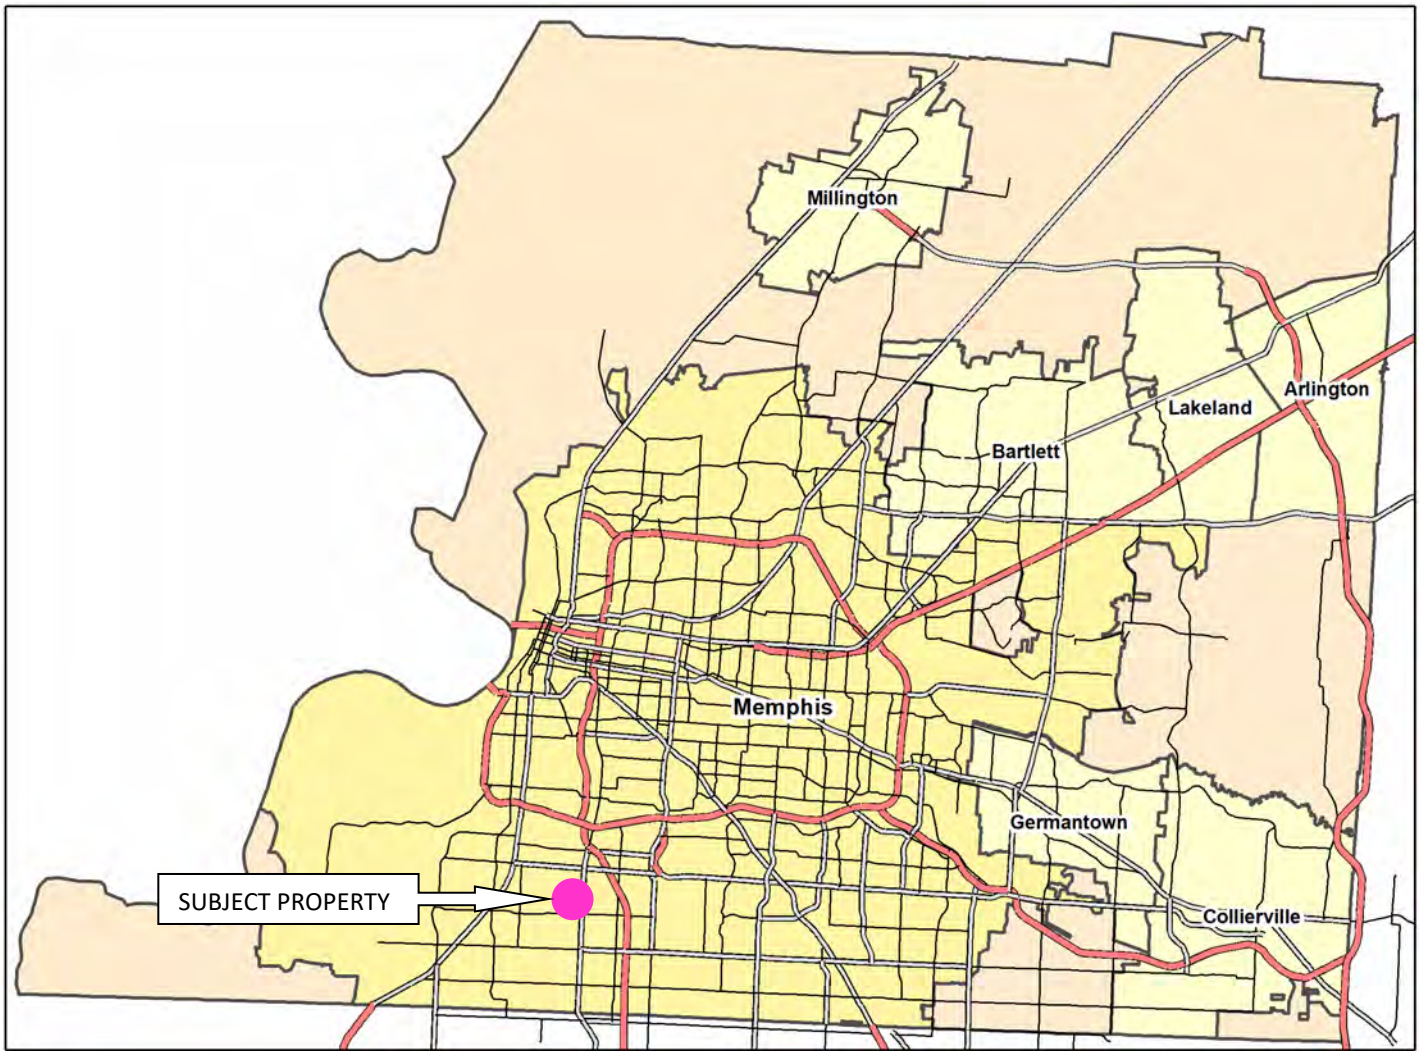 Millington
Arlington
Lakeland
Bartlett
Memphis
Germantown
SUBJECT PROPERTY
Collierville